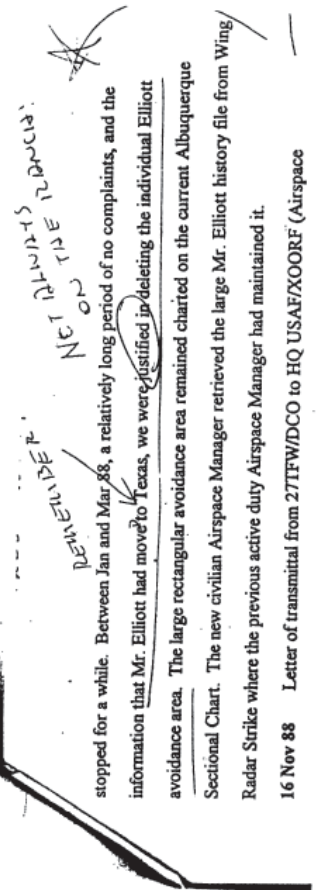 REMEMBER
NOT ALWAYS
ON THE RANCH!
stopped for a while. Between Jan and Mar 88, a relatively long period of no complaints, and the
information that Mr. Elliott had move to Texas, we were justified in deleting the individual Elliott
avoidance area. The large rectangular avoidance area remained charted on the current Albuquerque
Sectional Chart. The new civilian Airspace Manager retrieved the large Mr. Elliott history file from Wing
Radar Strike where the previous active duty Airspace Manager had maintained it.
16 Nov 88 Letter of transmittal from 27TFW/DCO to HQ USAF/XOORF (Airspace